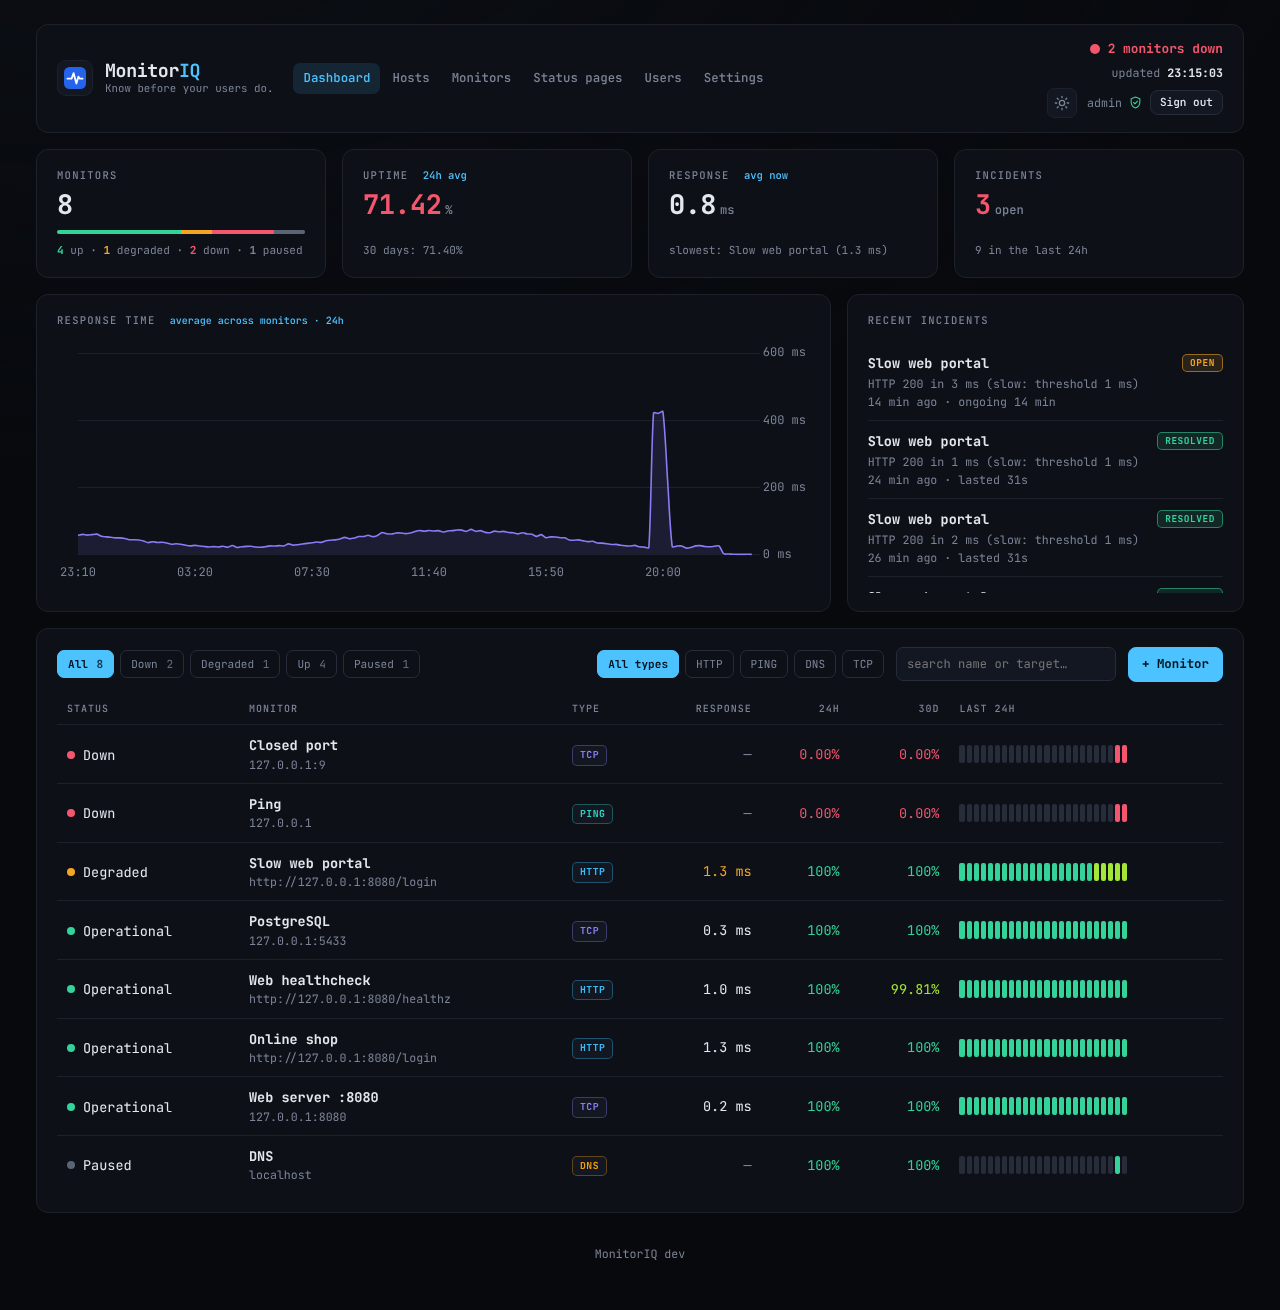 MonitorIQ
Know before your users do.
Dashboard Hosts Monitors Status pages Users Settings
2 monitors down
updated 23:15:03
admin Sign out
MONITORS
8
4 up · 1 degraded · 2 down · 1 paused
UPTIME 24h avg
71.42 %
30 days: 71.40%
RESPONSE avg now
0.8 ms
slowest: Slow web portal (1.3 ms)
INCIDENTS
3 open
9 in the last 24h
RESPONSE TIME average across monitors · 24h
600 ms
400 ms
200 ms
0 ms
23:10 03:20 07:30 11:40 15:50 20:00
RECENT INCIDENTS
Slow web portal OPEN
HTTP 200 in 3 ms (slow: threshold 1 ms)
14 min ago · ongoing 14 min
Slow web portal RESOLVED
HTTP 200 in 1 ms (slow: threshold 1 ms)
24 min ago · lasted 31s
Slow web portal RESOLVED
HTTP 200 in 2 ms (slow: threshold 1 ms)
26 min ago · lasted 31s
All 8 Down 2 Degraded 1 Up 4 Paused 1
All types HTTP PING DNS TCP search name or target… + Monitor
STATUS MONITOR TYPE RESPONSE 24H 30D LAST 24H
Down Closed port TCP — 0.00% 0.00%
127.0.0.1:9
Down Ping PING — 0.00% 0.00%
127.0.0.1
Degraded Slow web portal HTTP 1.3 ms 100% 100%
http://127.0.0.1:8080/login
Operational PostgreSQL TCP 0.3 ms 100% 100%
127.0.0.1:5433
Operational Web healthcheck HTTP 1.0 ms 100% 99.81%
http://127.0.0.1:8080/healthz
Operational Online shop HTTP 1.3 ms 100% 100%
http://127.0.0.1:8080/login
Operational Web server :8080 TCP 0.2 ms 100% 100%
127.0.0.1:8080
Paused DNS DNS — 100% 100%
localhost
MonitorIQ dev